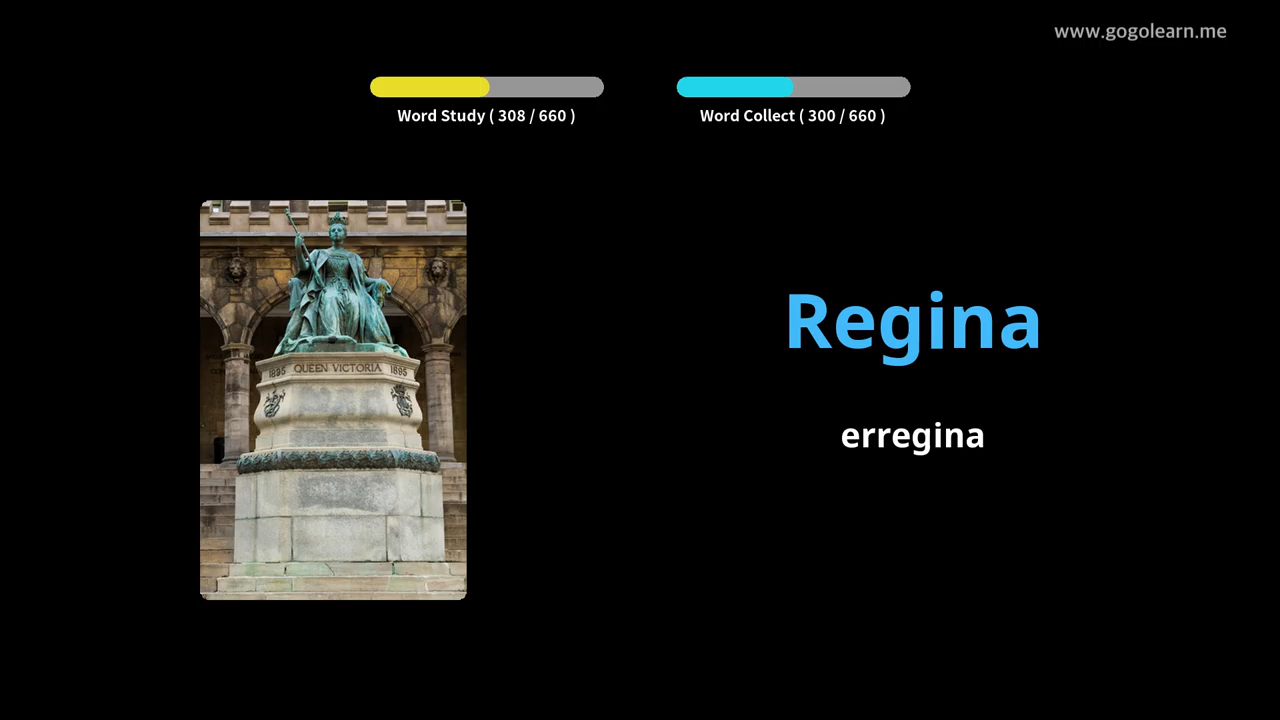 www.gogolearn.me
Word Study ( 308 / 660 )
Word Collect ( 300 / 660 )
1895 QUEEN VICTORIA 1895
Regina
erregina